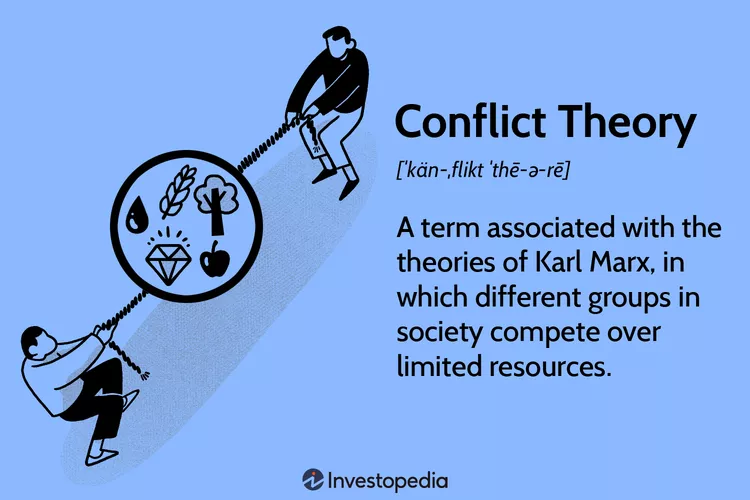 Conflict Theory
[ˈkän-ˌflikt ˈthē-ə-rē]
A term associated with the
theories of Karl Marx, in
which different groups in
society compete over
limited resources.
Investopedia